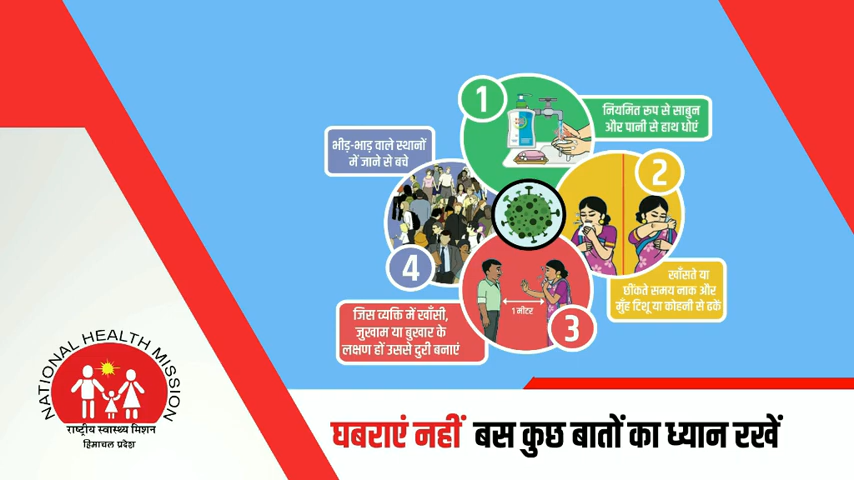 1
नियमित रूप से साबुन
और पानी से हाथ धोएं
2
खाँसते या
छींकते समय नाक और
मुँह टिशू या कोहनी से ढकें
1 मीटर
3
जिस व्यक्ति में खाँसी,
जुखाम या बुखार के
लक्षण हों उससे दुरी बनाएं
4
भीड़-भाड़ वाले स्थानों
में जाने से बचे
NATIONAL HEALTH MISSION
राष्ट्रीय स्वास्थ्य मिशन
हिमाचल प्रदेश
घबराएं नहीं बस कुछ बातों का ध्यान रखें